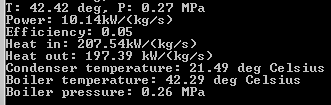 T: 42.42 deg, P: 0.27 MPa
Power: 10.14kW/(kg/s)
Efficiency: 0.05
Heat in: 207.54kW/(kg/s)
Heat out: 197.39 kW/(kg/s)
Condenser temperature: 21.49 deg Celsius
Boiler temperature: 42.29 deg Celsius
Boiler pressure: 0.26 MPa